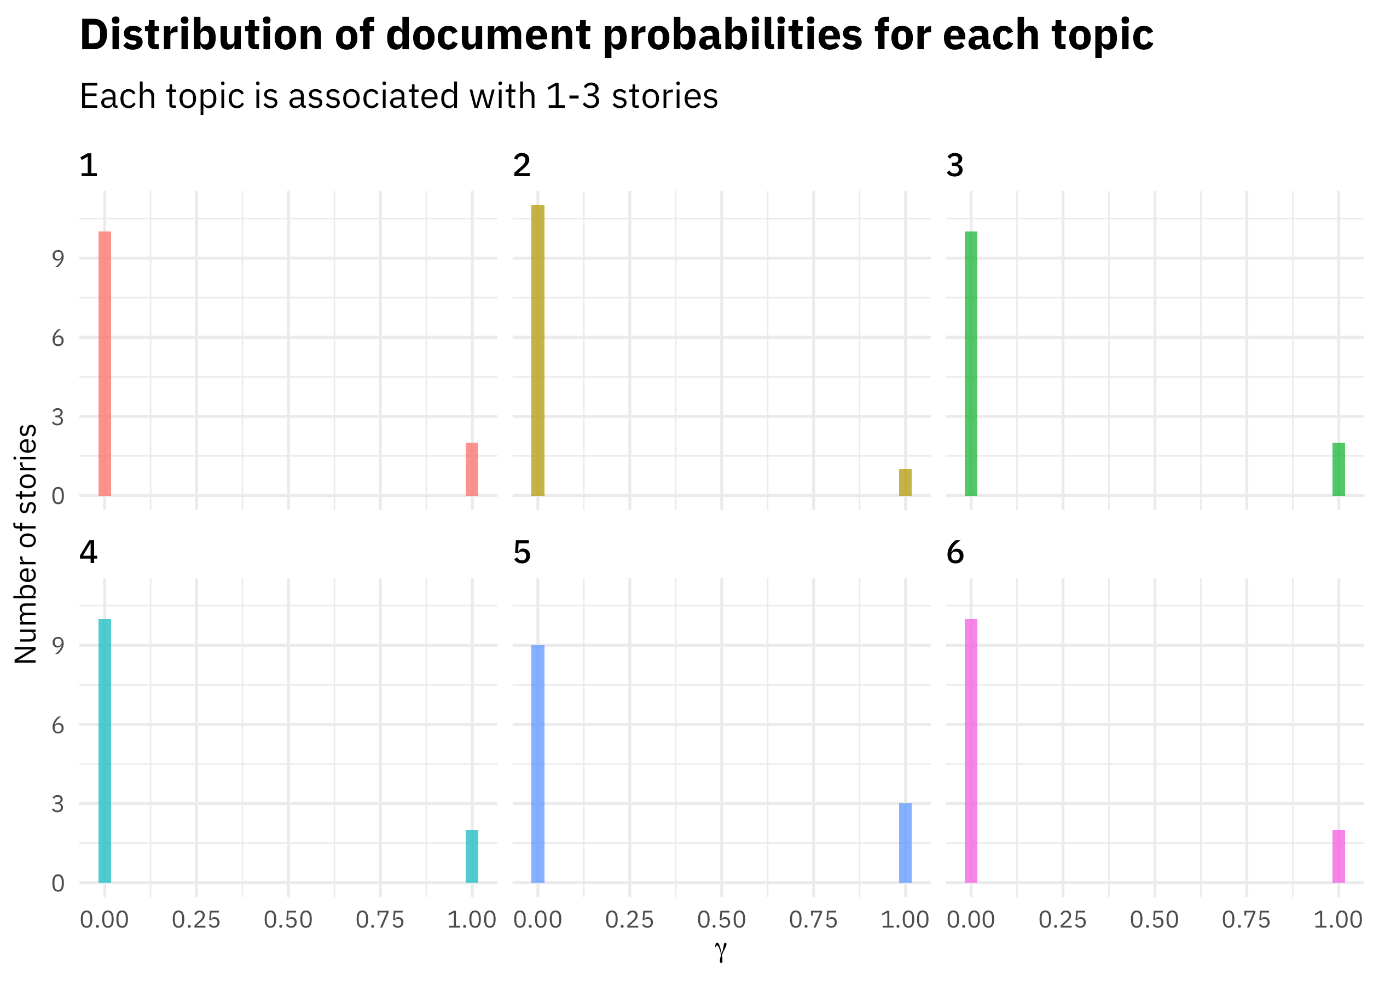 Distribution of document probabilities for each topic
Each topic is associated with 1-3 stories
1 2 3
9
6
3
0
4 5 6
9
6
3
0
Number of stories
0.00 0.25 0.50 0.75 1.00 0.00 0.25 0.50 0.75 1.00 0.00 0.25 0.50 0.75 1.00
γ